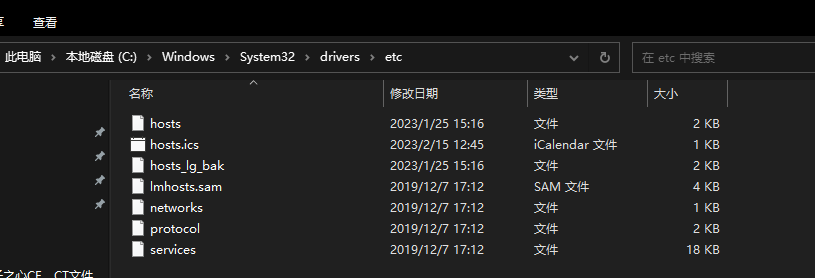 享 查看
此电脑 > 本地磁盘 (C:) > Windows > System32 > drivers > etc 在 etc 中搜索
名称 修改日期 类型 大小
hosts 2023/1/25 15:16 文件 2 KB
hosts.ics 2023/2/15 12:45 iCalendar 文件 1 KB
hosts_lg_bak 2023/1/25 15:16 文件 2 KB
lmhosts.sam 2019/12/7 17:12 SAM 文件 4 KB
networks 2019/12/7 17:12 文件 1 KB
protocol 2019/12/7 17:12 文件 2 KB
services 2019/12/7 17:12 文件 18 KB
之心CE、CT文件